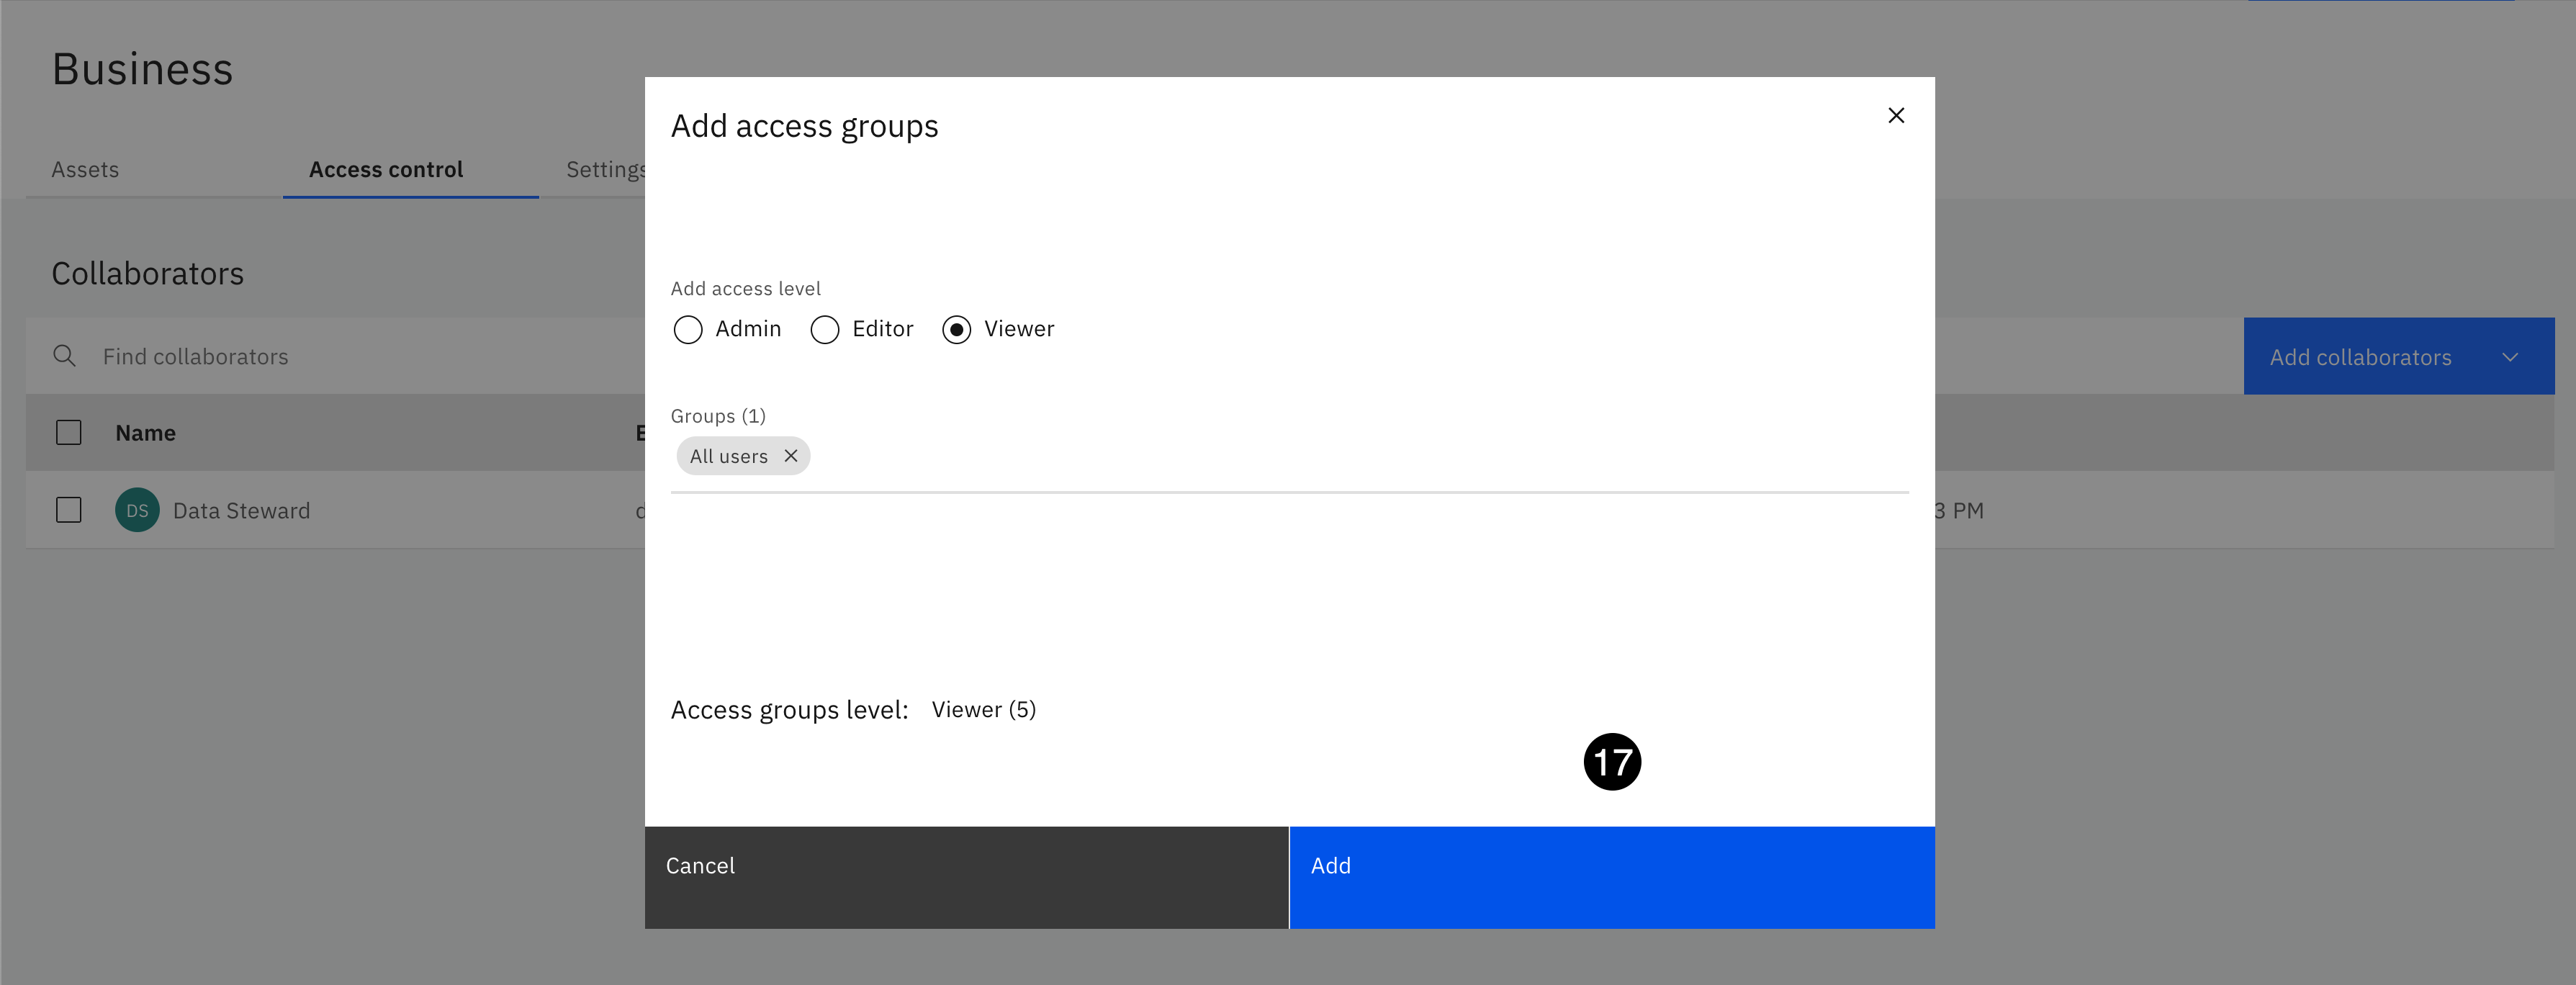 Business
Assets
Access control
Settings
Collaborators
Find collaborators
Add collaborators
Name
DS
Data Steward
3 PM
Add access groups
Add access level
Admin
Editor
Viewer
Groups (1)
All users
Access groups level: Viewer (5)
17
Cancel
Add